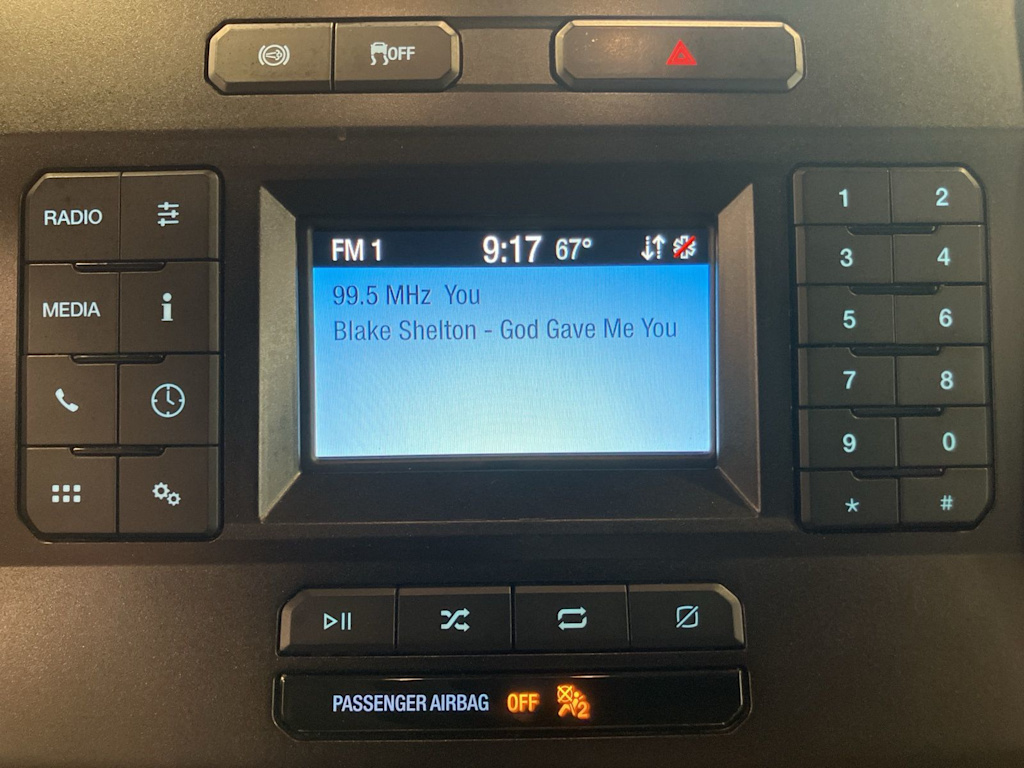 OFF
RADIO
1 2
FM 1 9:17 67°
3 4
99.5 MHz You
MEDIA i
5 6
Blake Shelton - God Gave Me You
7 8
9 0
* #
PASSENGER AIRBAG OFF 2